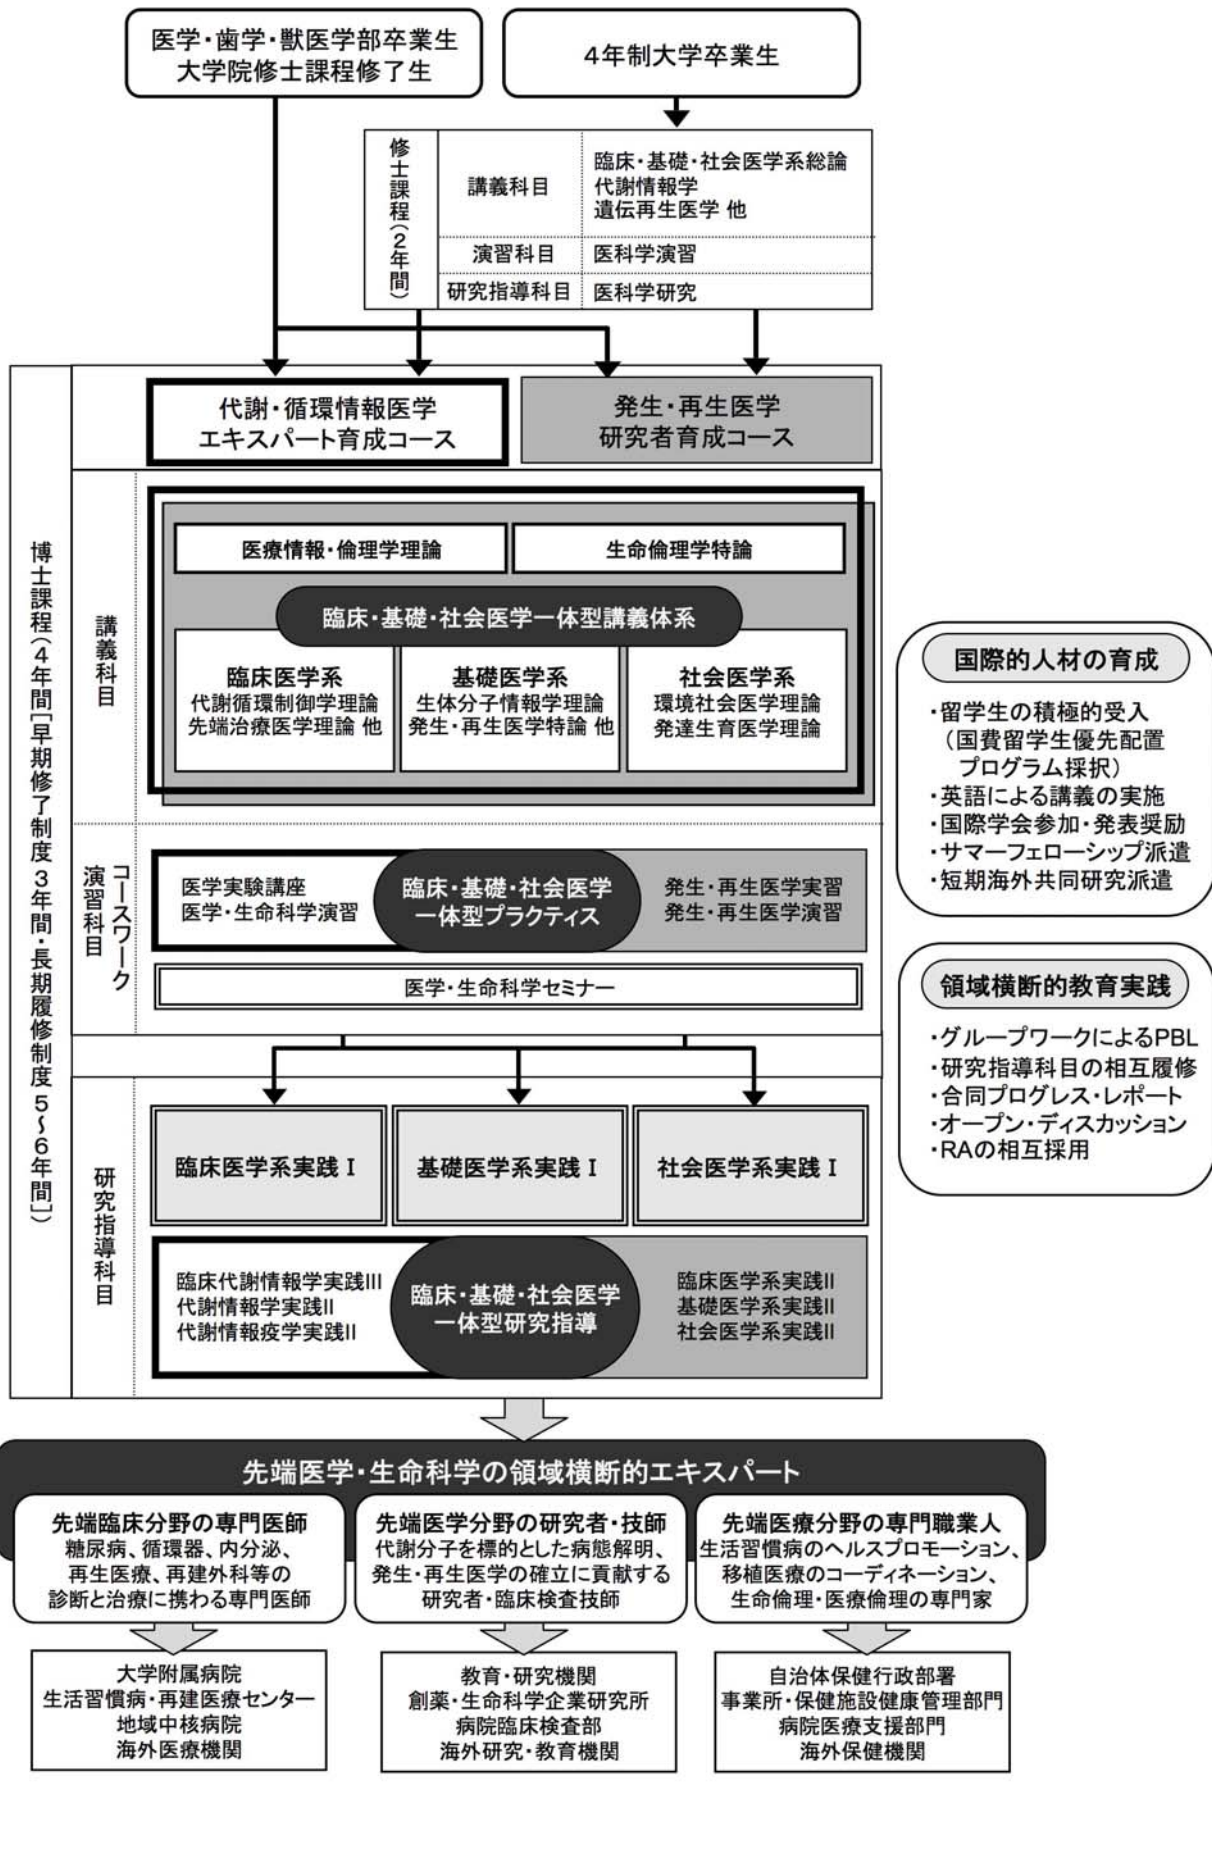 医学・歯学・獣医学部卒業生
大学院修士課程修了生
4年制大学卒業生
修士課程(2年間)
講義科目
臨床・基礎・社会医学系総論
代謝情報学
遺伝再生医学 他
演習科目
医科学演習
研究指導科目
医科学研究
博士課程(4年間[早期修了制度 3年間・長期履修制度 5~6年間])
代謝・循環情報医学
エキスパート育成コース
発生・再生医学
研究者育成コース
講義科目
医療情報・倫理学理論
生命倫理学特論
臨床・基礎・社会医学一体型講義体系
臨床医学系
代謝循環制御学理論
先端治療医学理論 他
基礎医学系
生体分子情報学理論
発生・再生医学特論 他
社会医学系
環境社会医学理論
発達生育医学理論
コースワーク
演習科目
医学実験講座
医学・生命科学演習
臨床・基礎・社会医学
一体型プラクティス
発生・再生医学実習
発生・再生医学演習
医学・生命科学セミナー
研究指導科目
臨床医学系実践 I
基礎医学系実践 I
社会医学系実践 I
臨床代謝情報学実践III
代謝情報学実践II
代謝情報疫学実践II
臨床・基礎・社会医学
一体型研究指導
臨床医学系実践II
基礎医学系実践II
社会医学系実践II
国際的人材の育成
・留学生の積極的受入
(国費留学生優先配置
プログラム採択)
・英語による講義の実施
・国際学会参加・発表奨励
・サマーフェローシップ派遣
・短期海外共同研究派遣
領域横断的教育実践
・グループワークによるPBL
・研究指導科目の相互履修
・合同プログレス・レポート
・オープン・ディスカッション
・RAの相互採用
先端医学・生命科学の領域横断的エキスパート
先端臨床分野の専門医師
糖尿病、循環器、内分泌、
再生医療、再建外科等の
診断と治療に携わる専門医師
先端医学分野の研究者・技師
代謝分子を標的とした病態解明、
発生・再生医学の確立に貢献する
研究者・臨床検査技師
先端医療分野の専門職業人
生活習慣病のヘルスプロモーション、
移植医療のコーディネーション、
生命倫理・医療倫理の専門家
大学附属病院
生活習慣病・再建医療センター
地域中核病院
海外医療機関
教育・研究機関
創薬・生命科学企業研究所
病院臨床検査部
海外研究・教育機関
自治体保健行政部署
事業所・保健施設健康管理部門
病院医療支援部門
海外保健機関